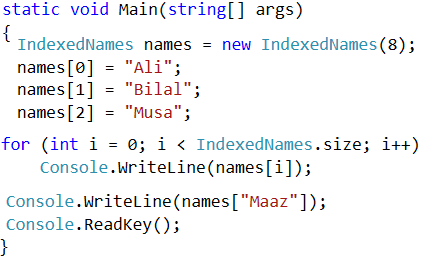 static void Main(string[] args)
{
IndexedNames names = new IndexedNames(8);
names[0] = "Ali";
names[1] = "Bilal";
names[2] = "Musa";
for (int i = 0; i < IndexedNames.size; i++)
Console.WriteLine(names[i]);
Console.WriteLine(names["Maaz"]);
Console.ReadKey();
}